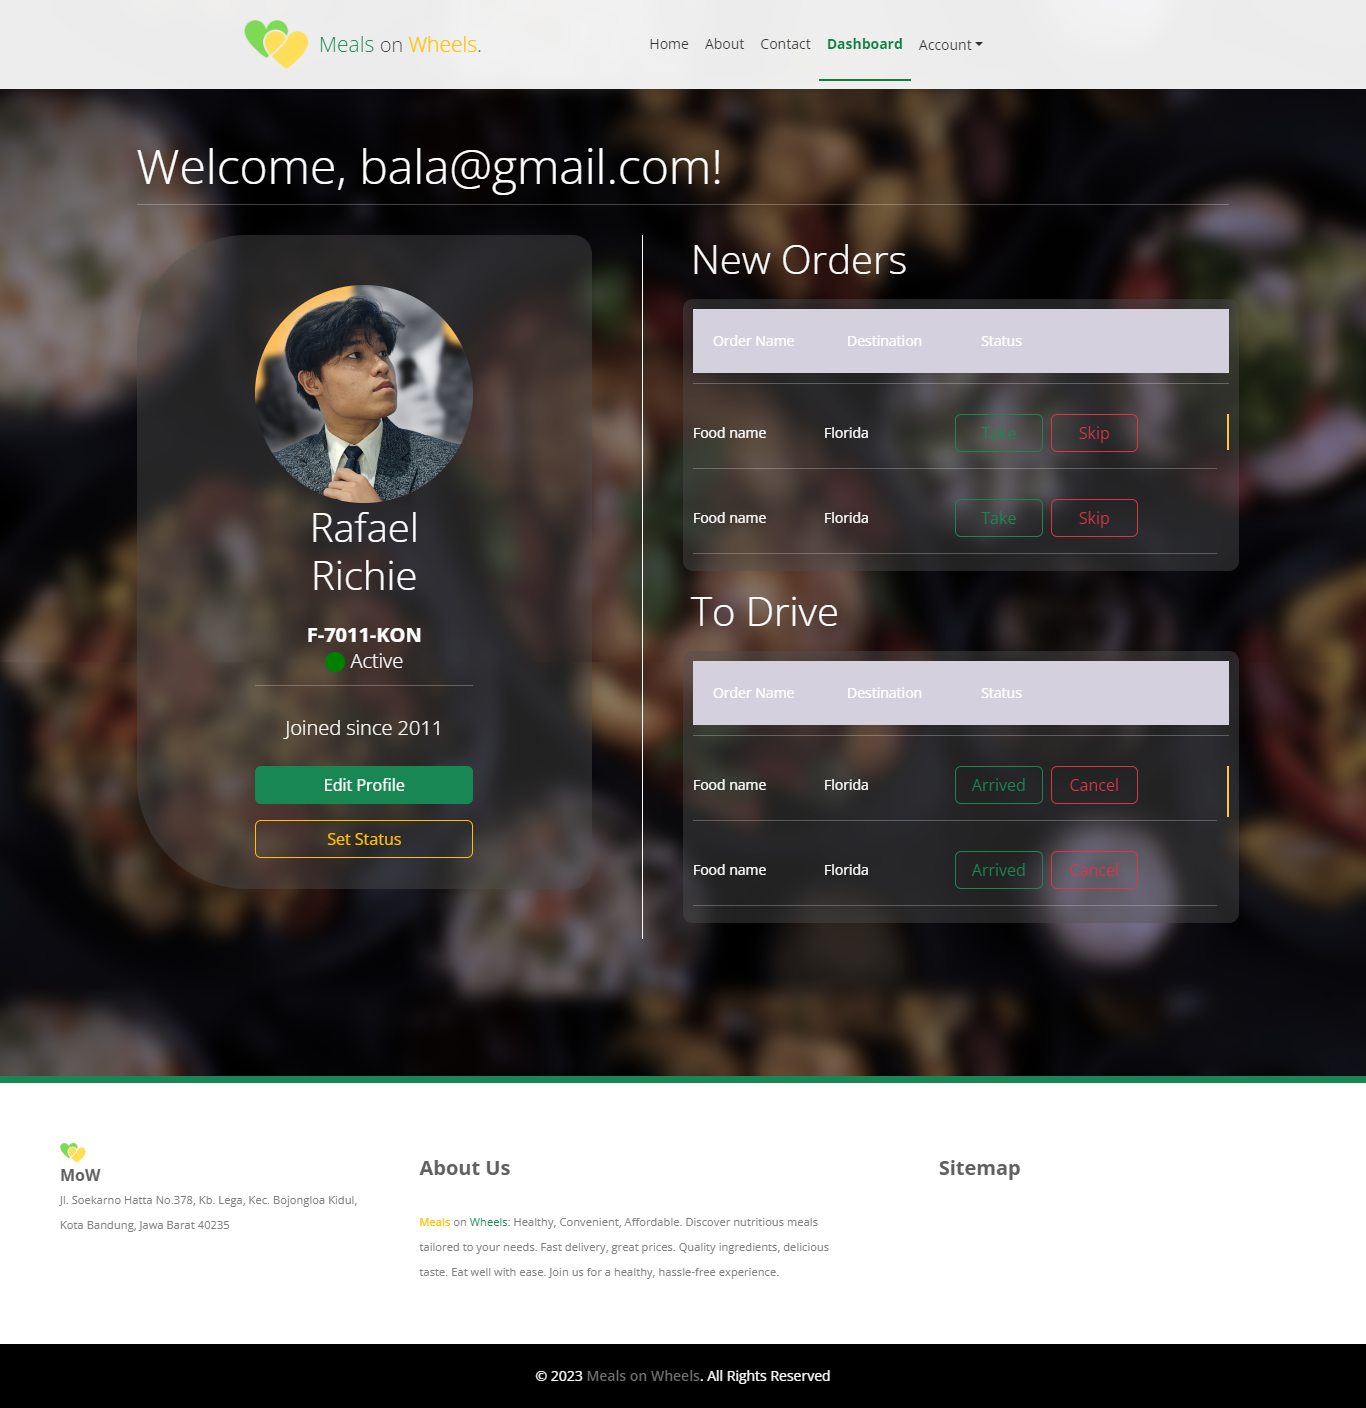 Meals on Wheels.
Home About Contact Dashboard Account
Welcome, bala@gmail.com!
Rafael
Richie
F-7011-KON
Active
Joined since 2011
Edit Profile
Set Status
New Orders
Order Name Destination Status
Food name Florida Take Skip
Food name Florida Take Skip
To Drive
Order Name Destination Status
Food name Florida Arrived Cancel
Food name Florida Arrived Cancel
MoW
Jl. Soekarno Hatta No.378, Kb. Lega, Kec. Bojongloa Kidul,
Kota Bandung, Jawa Barat 40235
About Us
Meals on Wheels: Healthy, Convenient, Affordable. Discover nutritious meals
tailored to your needs. Fast delivery, great prices. Quality ingredients, delicious
taste. Eat well with ease. Join us for a healthy, hassle-free experience.
Sitemap
© 2023 Meals on Wheels. All Rights Reserved